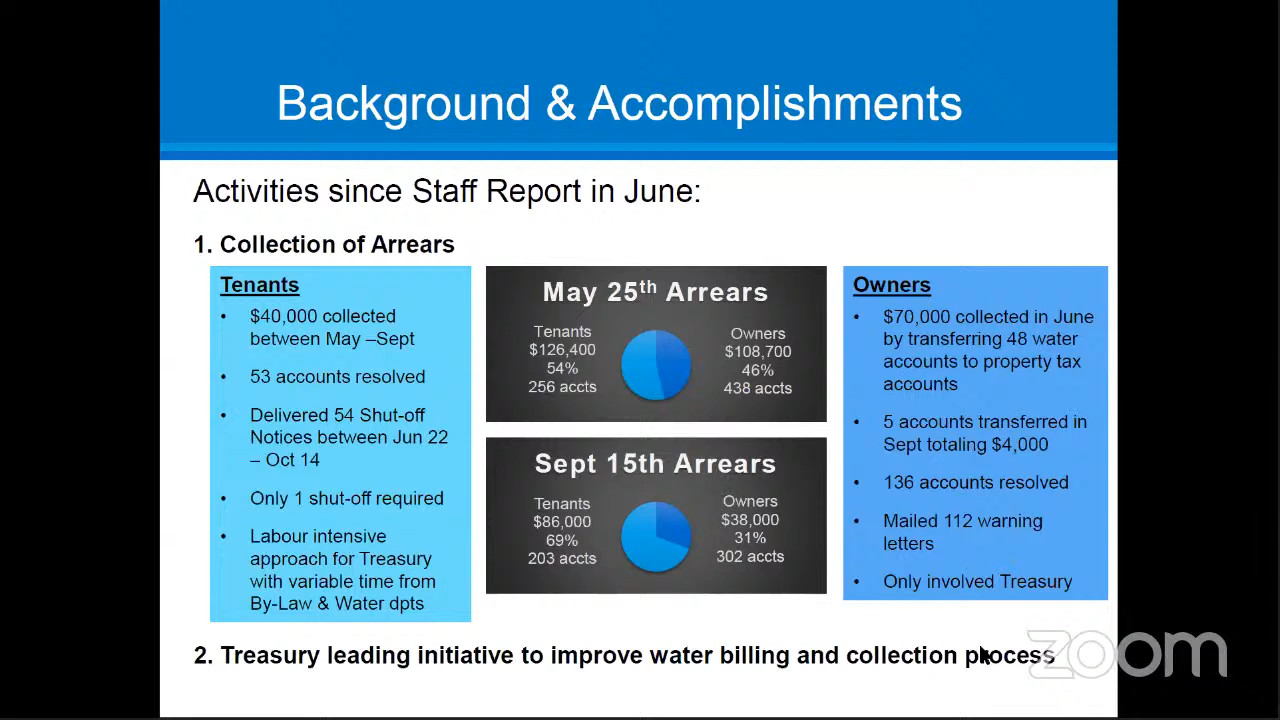 Background & Accomplishments
Activities since Staff Report in June:
1. Collection of Arrears
Tenants
• $40,000 collected
between May –Sept
• 53 accounts resolved
• Delivered 54 Shut-off
Notices between Jun 22
– Oct 14
• Only 1 shut-off required
• Labour intensive
approach for Treasury
with variable time from
By-Law & Water dpts
May 25th Arrears
Tenants
$126,400
54%
256 accts
Owners
$108,700
46%
438 accts
Sept 15th Arrears
Tenants
$86,000
69%
203 accts
Owners
$38,000
31%
302 accts
Owners
• $70,000 collected in June
by transferring 48 water
accounts to property tax
accounts
• 5 accounts transferred in
Sept totaling $4,000
• 136 accounts resolved
• Mailed 112 warning
letters
• Only involved Treasury
2. Treasury leading initiative to improve water billing and collection process
zoom